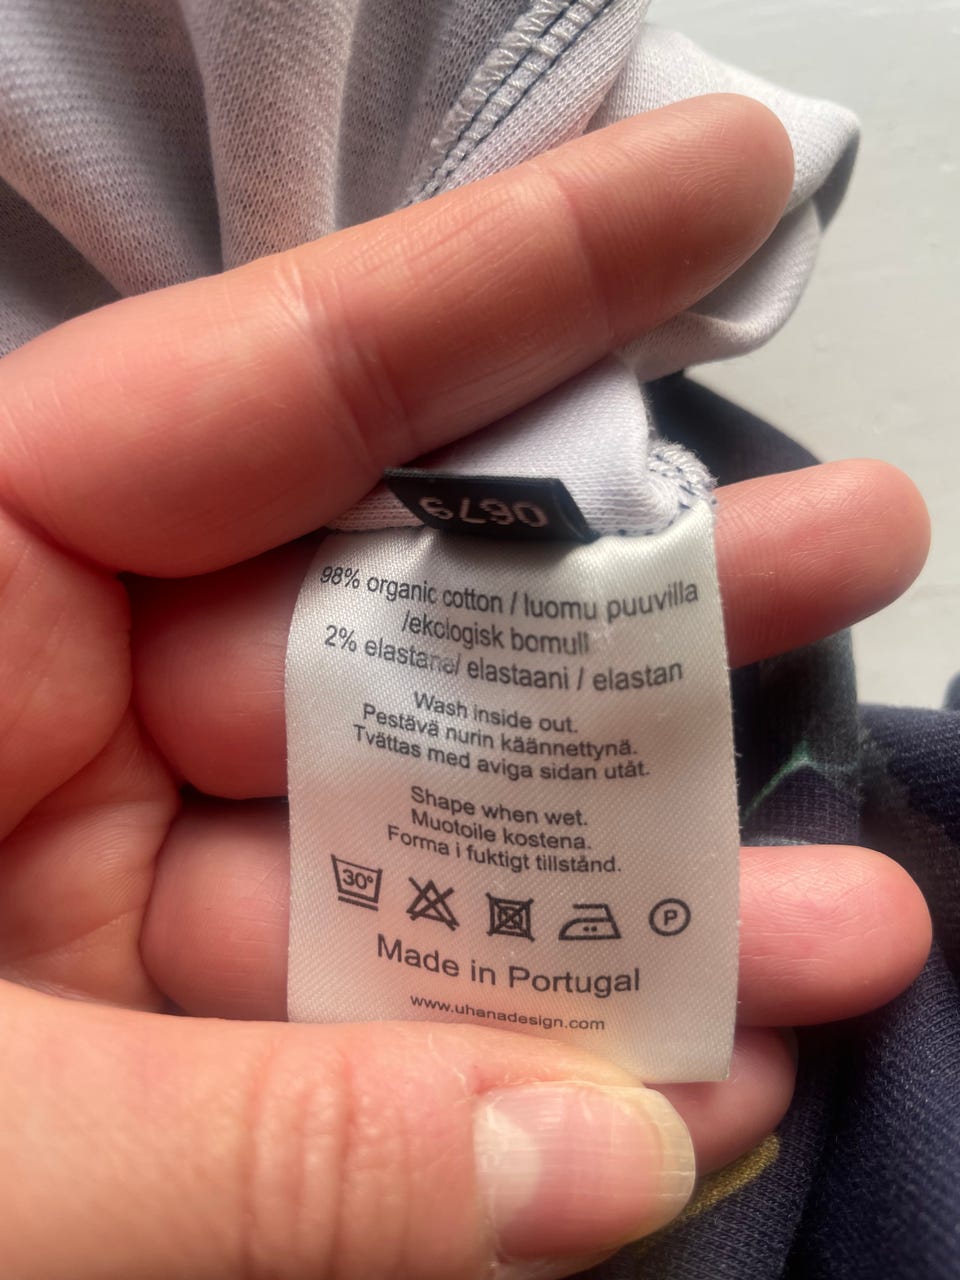 0679
98% organic cotton / luomu puuvilla
/ekologisk bomull
2% elastana/ elastaani / elastan
Wash inside out.
Pestävä nurin käännettynä.
Tvättas med aviga sidan utåt.
Shape when wet.
Muotoile kostena.
Forma i fuktigt tillstånd.
30° P
Made in Portugal
www.uhanadesign.com